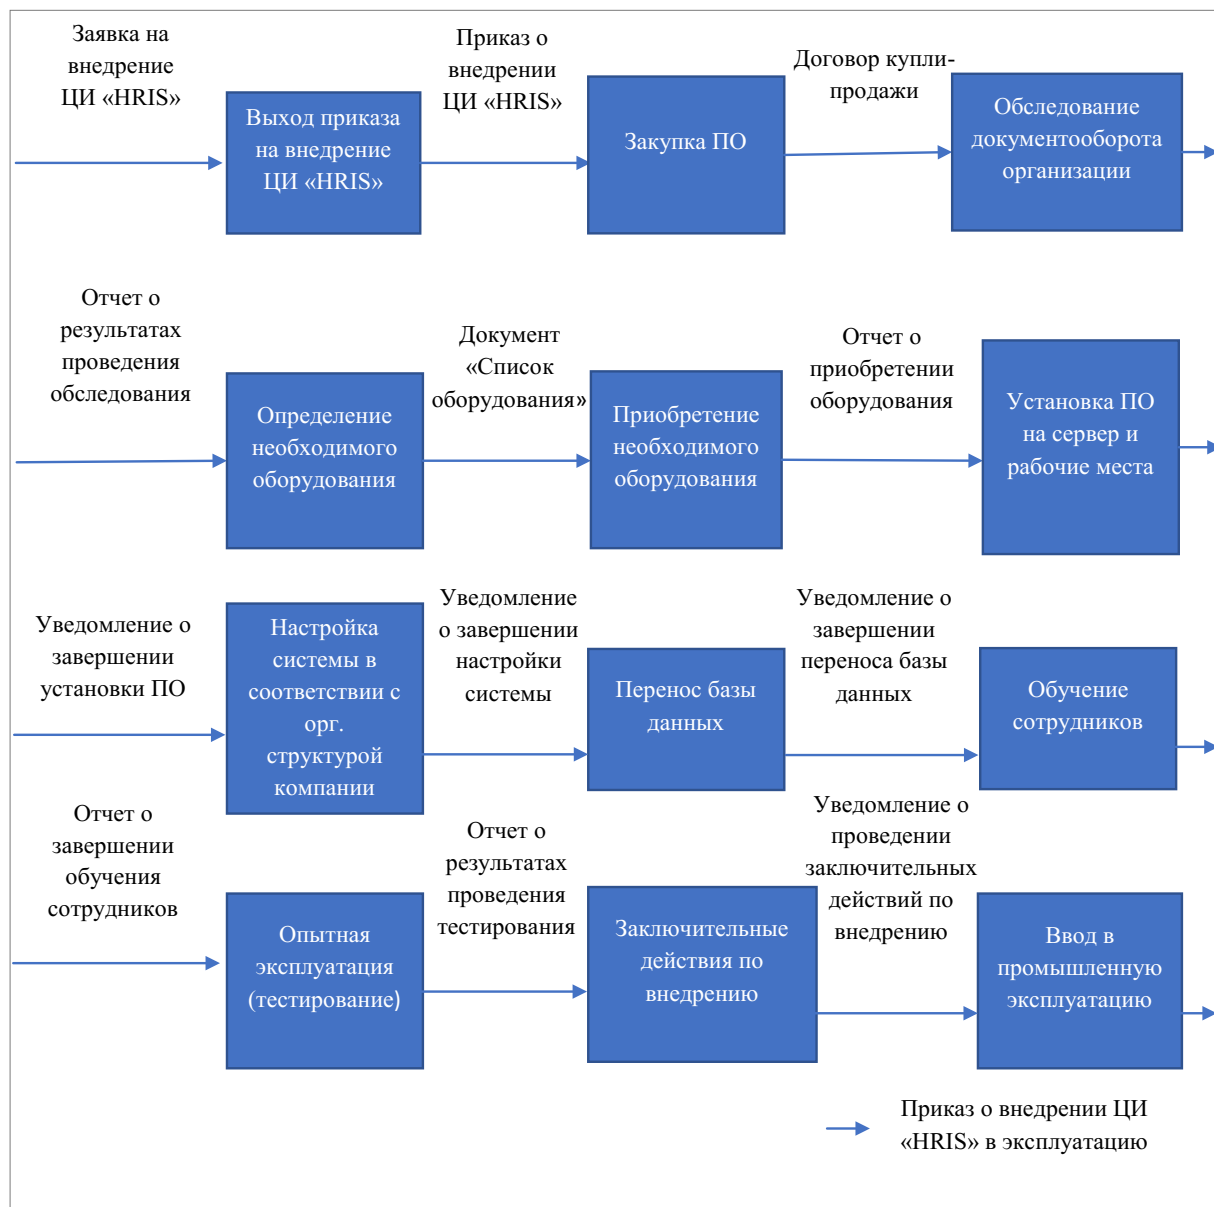 Заявка на
внедрение
ЦИ «HRIS»
Выход приказа
на внедрение
ЦИ «HRIS»
Приказ о
внедрении
ЦИ «HRIS»
Закупка ПО
Договор купли-
продажи
Обследование
документооборота
организации
Отчет о
результатах
проведения
обследования
Определение
необходимого
оборудования
Документ
«Список
оборудования»
Приобретение
необходимого
оборудования
Отчет о
приобретении
оборудования
Установка ПО
на сервер и
рабочие места
Уведомление о
завершении
установки ПО
Настройка
системы в
соответствии с
орг.
структурой
компании
Уведомление
о завершении
настройки
системы
Перенос базы
данных
Уведомление о
завершении
переноса базы
данных
Обучение
сотрудников
Отчет о
завершении
обучения
сотрудников
Опытная
эксплуатация
(тестирование)
Отчет о
результатах
проведения
тестирования
Заключительные
действия по
внедрению
Уведомление о
проведении
заключительных
действий по
внедрению
Ввод в
промышленную
эксплуатацию
Приказ о внедрении ЦИ
«HRIS» в эксплуатацию